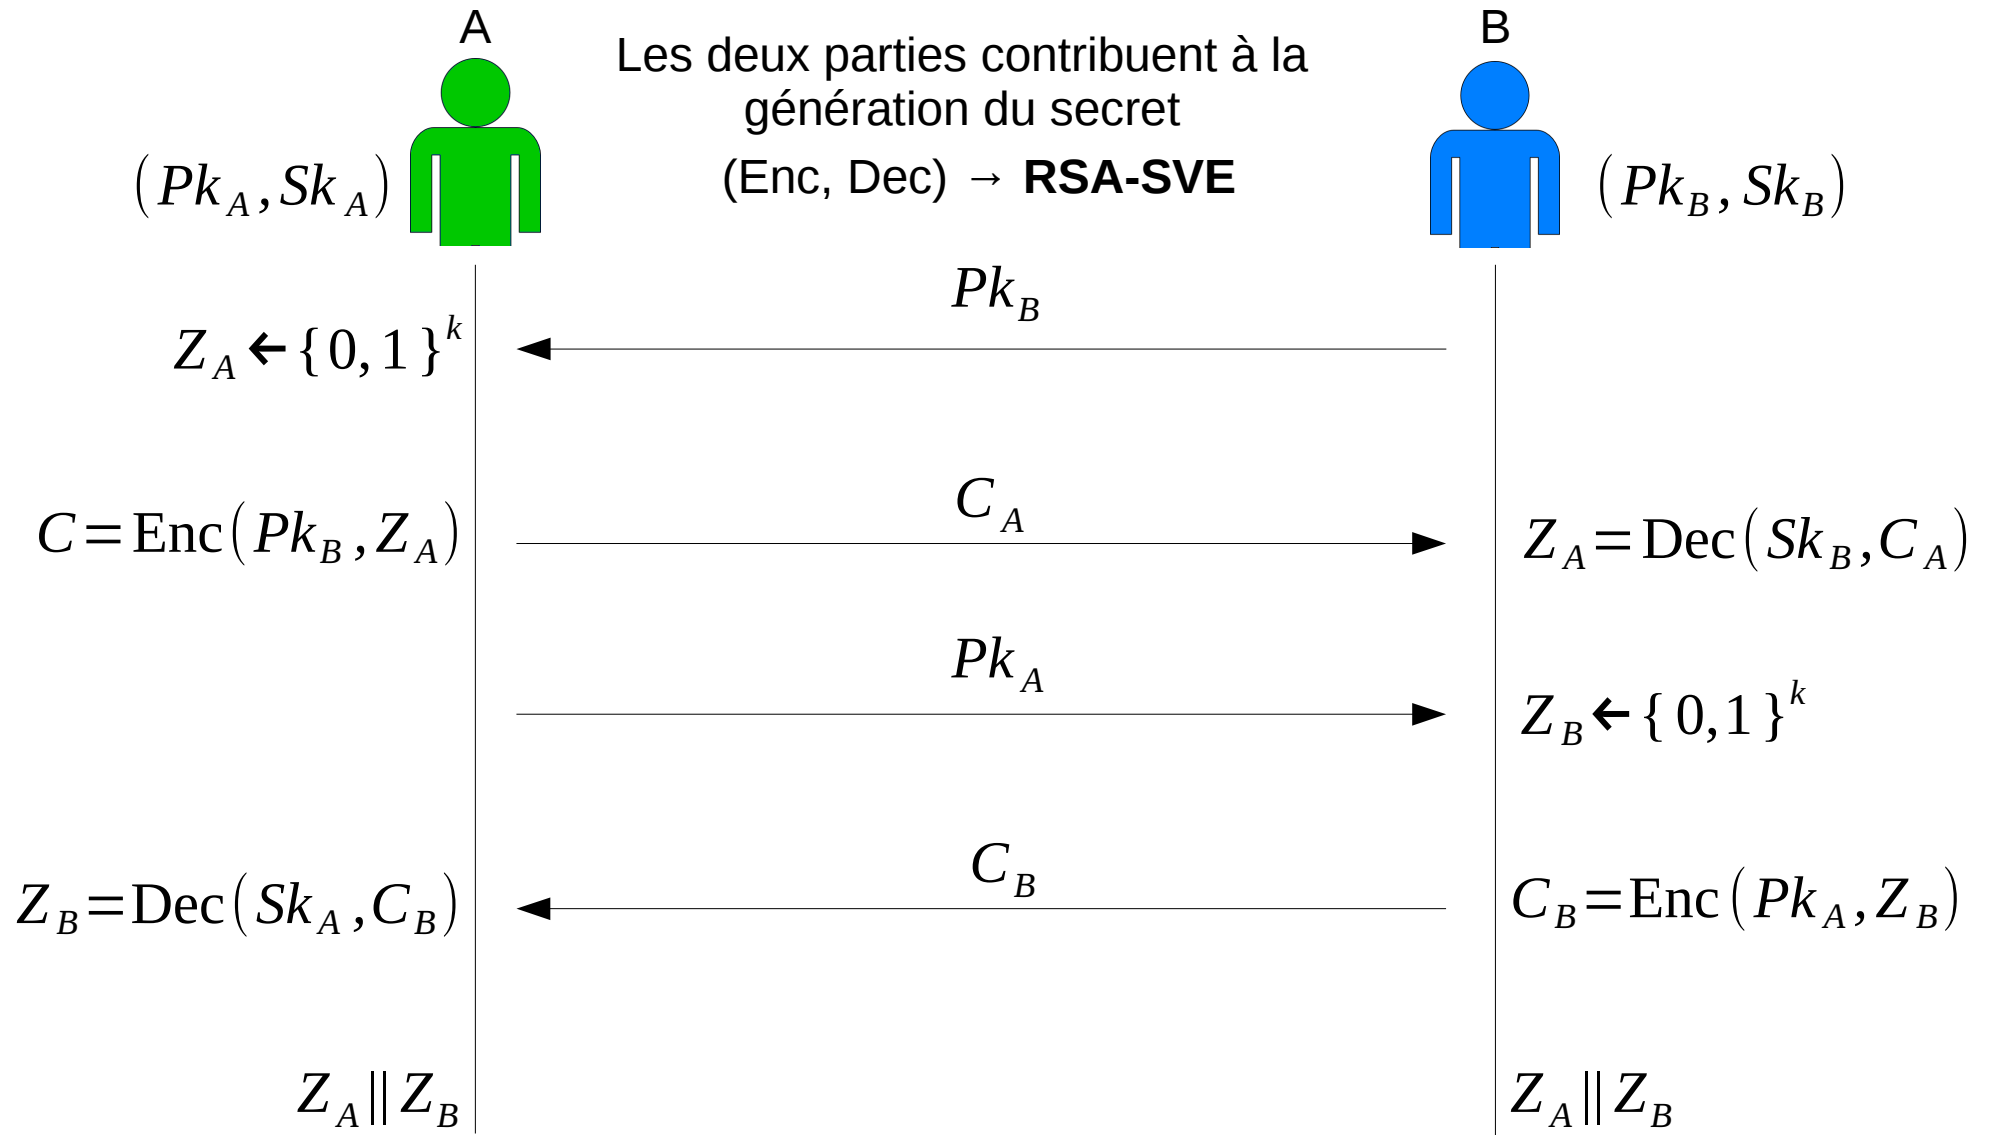 A
B
Les deux parties contribuent à la
génération du secret
(Enc, Dec) → RSA-SVE
(Pk_A, Sk_A)
(Pk_B, Sk_B)
Pk_B
Z_A ← {0,1}^k
C_A
C = Enc(Pk_B, Z_A)
Z_A = Dec(Sk_B, C_A)
Pk_A
Z_B ← {0,1}^k
C_B
Z_B = Dec(Sk_A, C_B)
C_B = Enc(Pk_A, Z_B)
Z_A || Z_B
Z_A || Z_B